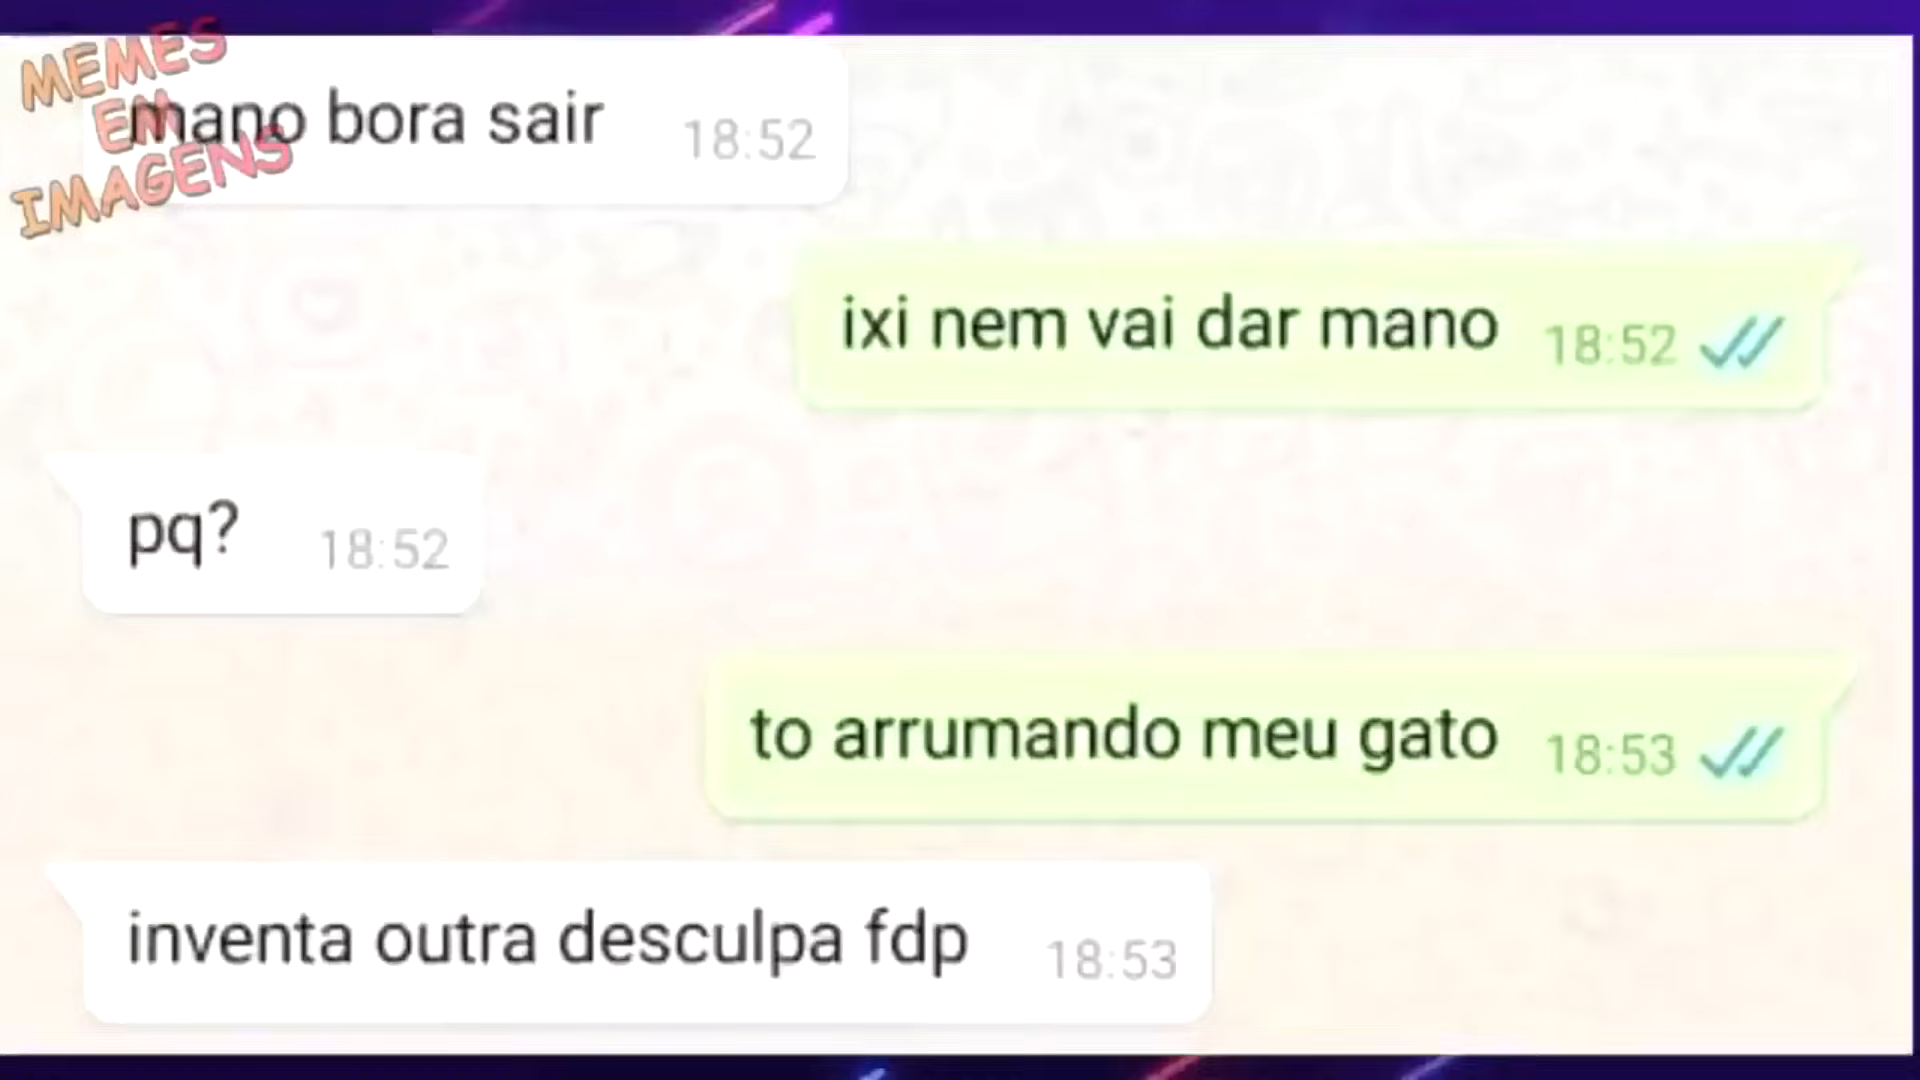 MEMES
EM
IMAGENS
mano bora sair 18:52
ixi nem vai dar mano 18:52
pq? 18:52
to arrumando meu gato 18:53
inventa outra desculpa fdp 18:53